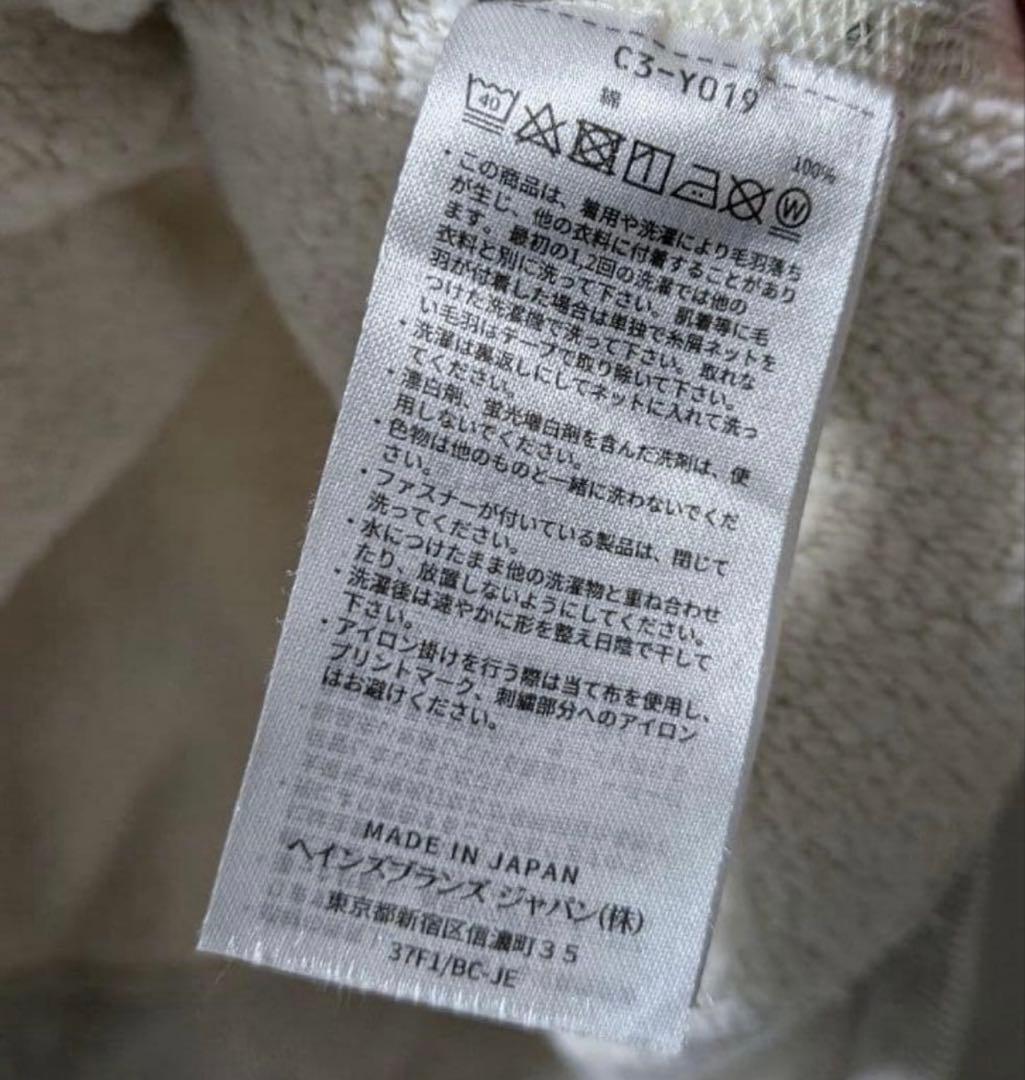 C3-Y019
綿 100%
40
W
・この商品は、着用や洗濯により毛羽落ち
が生じ、他の衣料に付着することがあり
ます。最初の1,2回の洗濯では他の
衣料と別に洗って下さい。肌着等に毛
羽が付着した場合は単独で糸屑ネットを
つけた洗濯機で洗って下さい。取れな
い毛羽はテープで取り除いて下さい。
・洗濯は裏返しにしてネットに入れて洗っ
てください。
・漂白剤、蛍光増白剤を含んだ洗剤は、使
用しないでください。
・色物は他のものと一緒に洗わないでくだ
さい。
・ファスナーが付いている製品は、閉じて
洗ってください。
・水につけたまま他の洗濯物と重ね合わせ
たり、放置しないようにしてください。
・洗濯後は速やかに形を整え日陰で干して
下さい。
・アイロン掛けを行う際は当て布を使用し、
プリントマーク、刺繍部分へのアイロン
はお避けください。
MADE IN JAPAN
ヘインズブランズ ジャパン(株)
東京都新宿区信濃町35
37F1/BC-JE